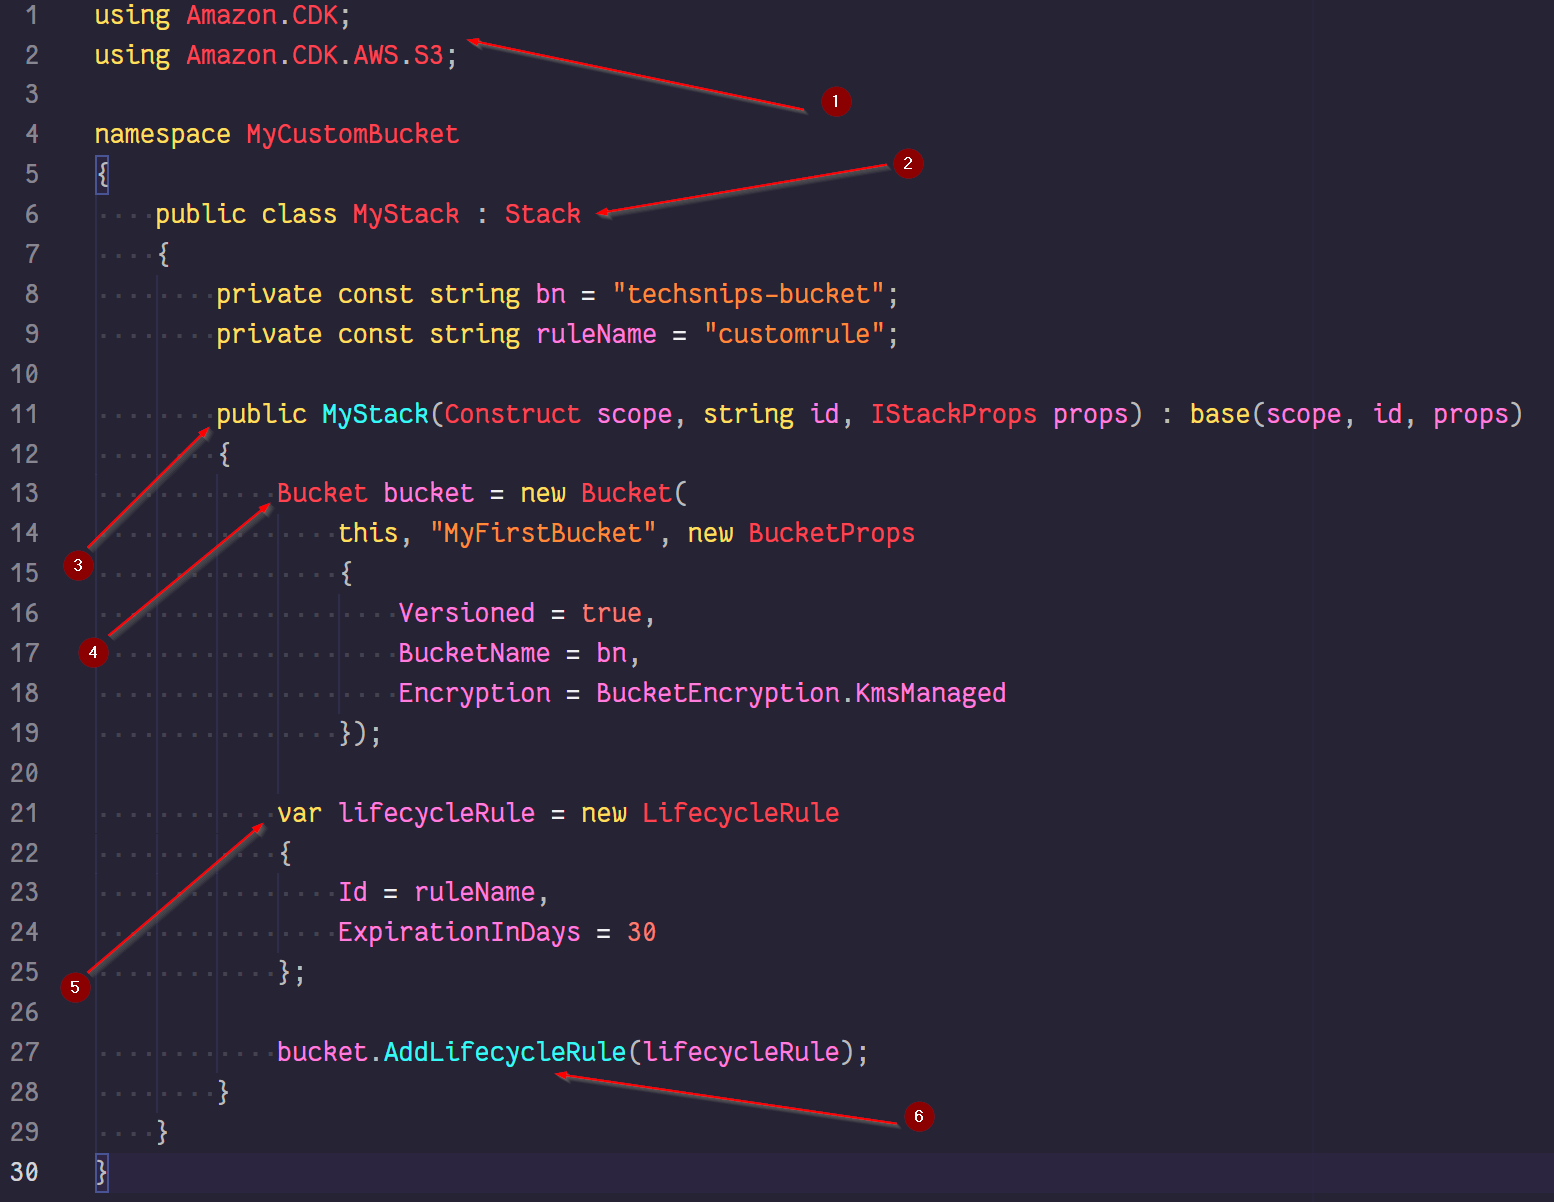 1 using Amazon.CDK;
2 using Amazon.CDK.AWS.S3;
1
3
4 namespace MyCustomBucket
2
5 {
6 public class MyStack : Stack
7 {
8 private const string bn = "techsnips-bucket";
9 private const string ruleName = "customrule";
10
11 public MyStack(Construct scope, string id, IStackProps props) : base(scope, id, props)
12 {
13 Bucket bucket = new Bucket(
14 this, "MyFirstBucket", new BucketProps
3
15 {
16 Versioned = true,
4
17 BucketName = bn,
18 Encryption = BucketEncryption.KmsManaged
19 });
20
21 var lifecycleRule = new LifecycleRule
22 {
23 Id = ruleName,
24 ExpirationInDays = 30
5
25 };
26
27 bucket.AddLifecycleRule(lifecycleRule);
28 }
6
29 }
30 }